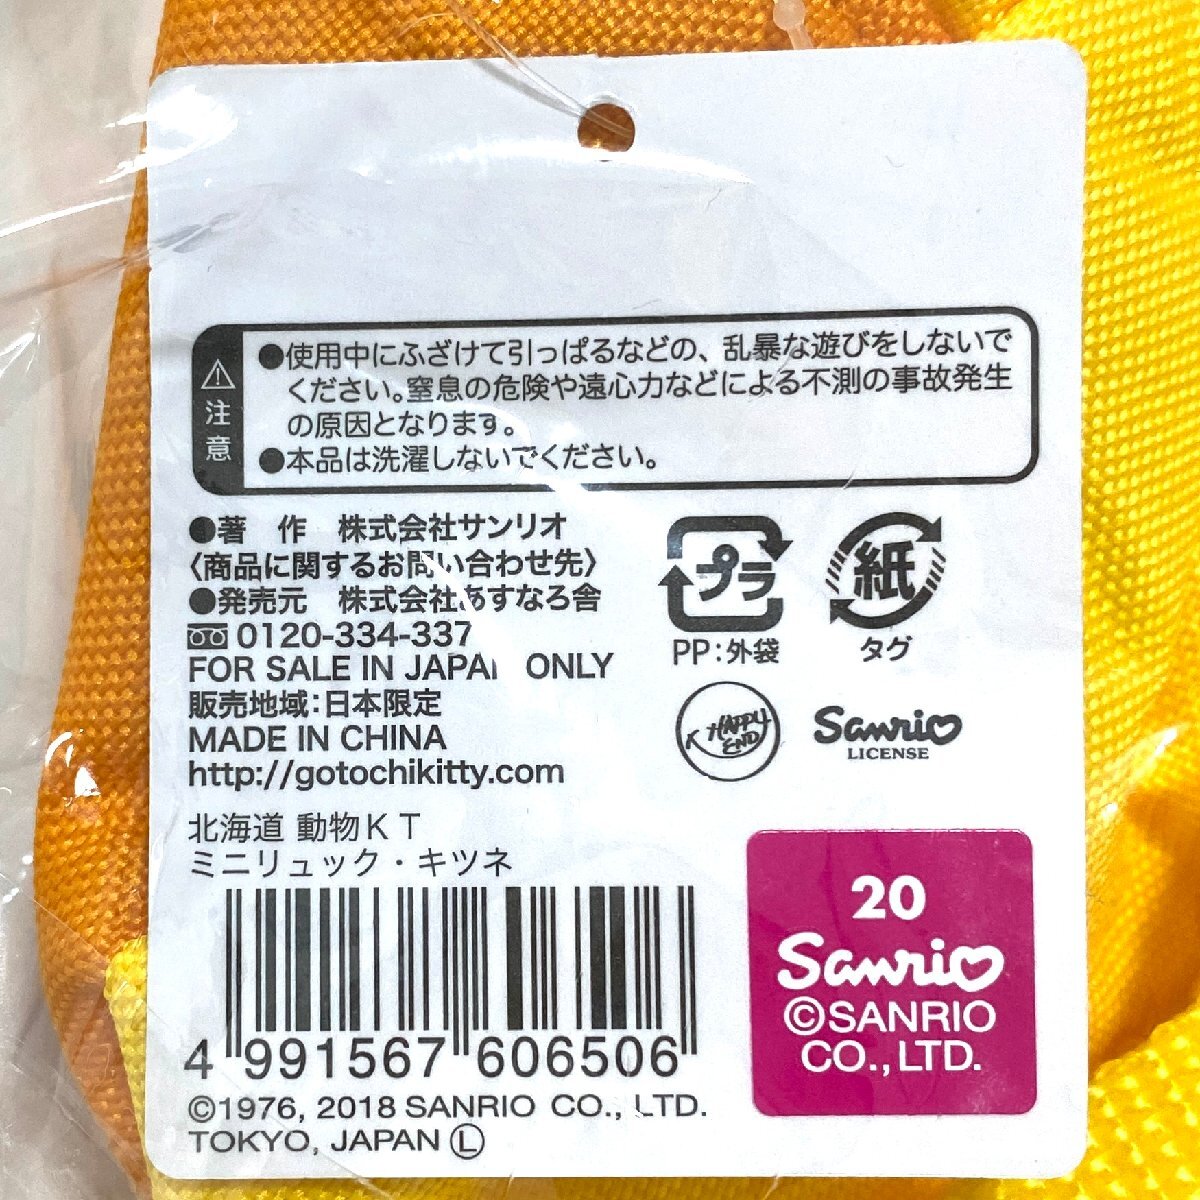 注意
●使用中にふざけて引っぱるなどの、乱暴な遊びをしないで
ください。窒息の危険や遠心力などによる不測の事故発生
の原因となります。
●本品は洗濯しないでください。
●著 作 株式会社サンリオ
〈商品に関するお問い合わせ先〉
●発売元 株式会社あすなろ舎
0120-334-337
FOR SALE IN JAPAN ONLY
販売地域:日本限定
MADE IN CHINA
http://gotochikitty.com
プラ
PP:外袋
紙
タグ
K HAPPY
END
Sanrio
LICENSE
北海道 動物KT
ミニリュック・キツネ
4 991567 606506
©1976, 2018 SANRIO CO., LTD.
TOKYO, JAPAN Ⓛ
20
Sanrio
©SANRIO
CO., LTD.